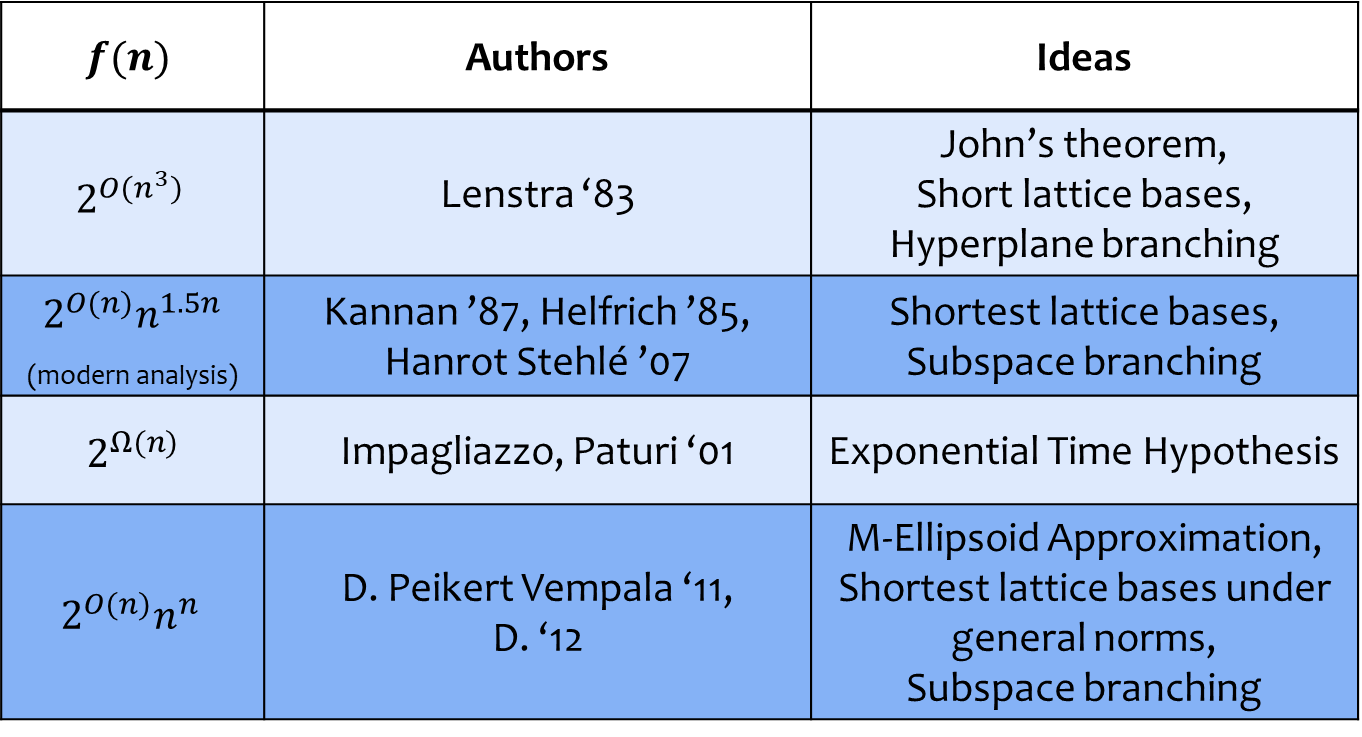 f(n)
Authors
Ideas
2^{O(n^3)}
Lenstra ‘83
John’s theorem,
Short lattice bases,
Hyperplane branching
2^{O(n)}n^{1.5n}
(modern analysis)
Kannan ’87, Helfrich ’85,
Hanrot Stehlé ’07
Shortest lattice bases,
Subspace branching
2^{Ω(n)}
Impagliazzo, Paturi ‘01
Exponential Time Hypothesis
2^{O(n)}n^n
D. Peikert Vempala ‘11,
D. ‘12
M-Ellipsoid Approximation,
Shortest lattice bases under
general norms,
Subspace branching